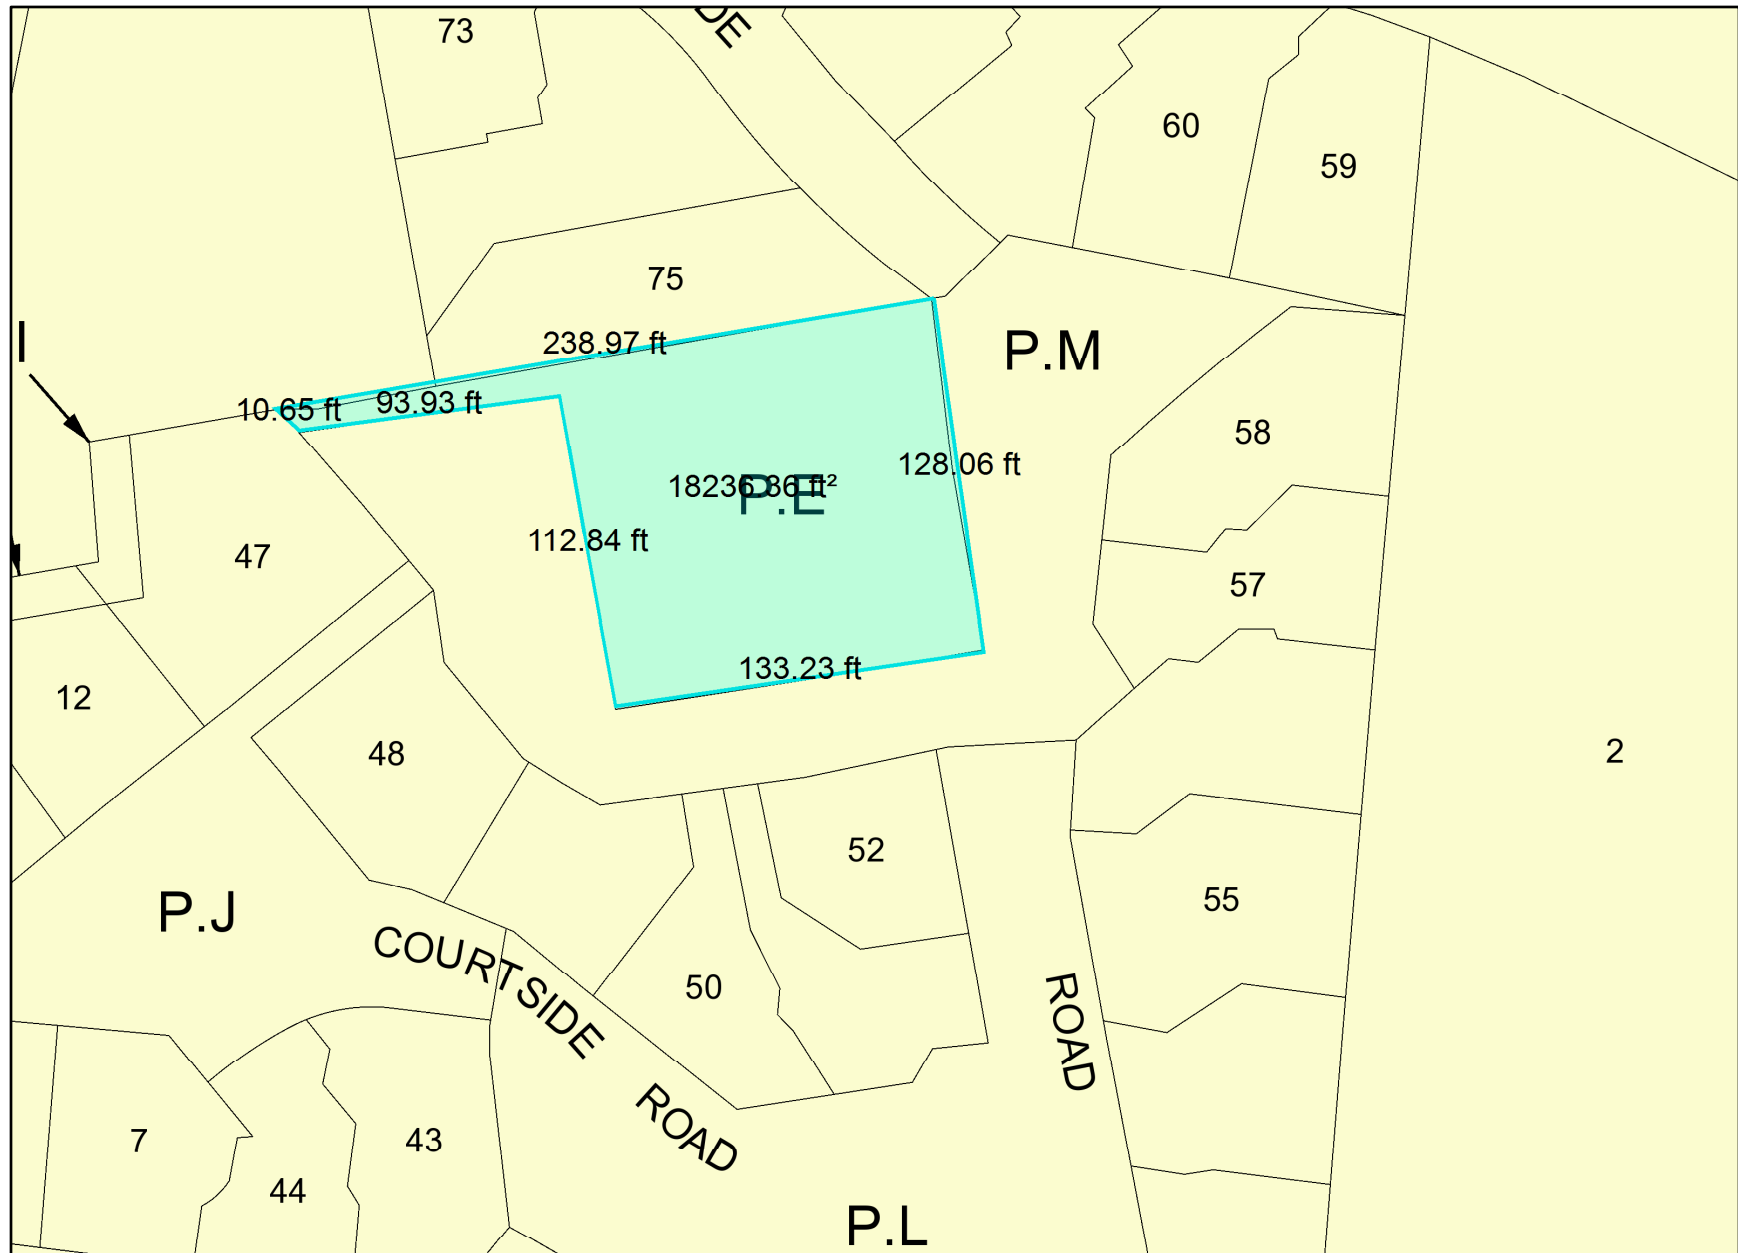 73
DE
60
59
75
238.97 ft
P.M
I
10.65 ft
93.93 ft
58
128.06 ft
18236.36 ft²
P.E
112.84 ft
47
57
133.23 ft
12
48
2
52
55
P.J
COURTSIDE
ROAD
50
ROAD
7
43
44
P.L